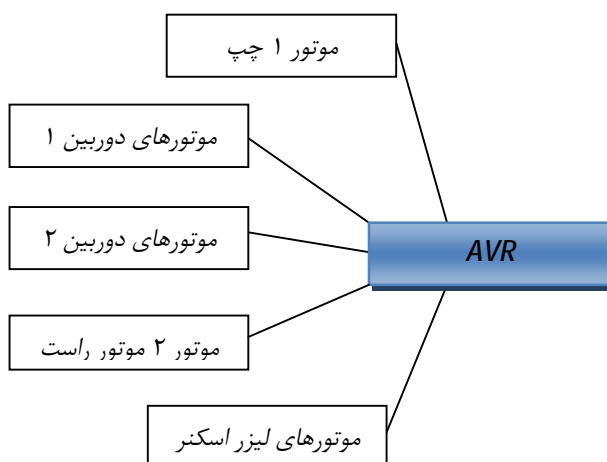 موتور ۱ چپ
موتورهای دوربین ۱
موتورهای دوربین ۲
AVR
موتور ۲ موتور راست
موتورهای لیزر اسکنر